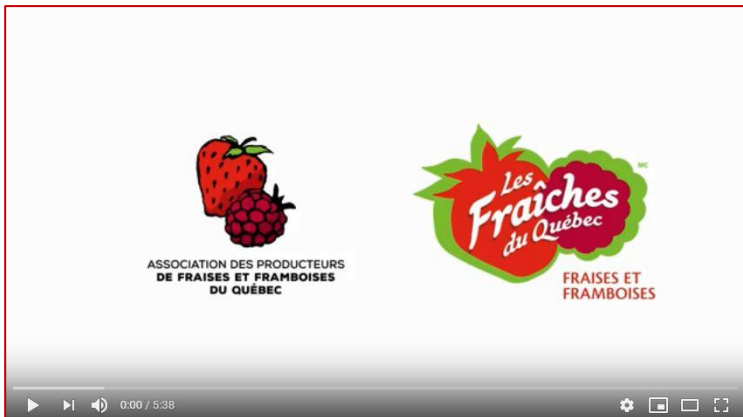 ASSOCIATION DES PRODUCTEURS
DE FRAISES ET FRAMBOISES
DU QUÉBEC
Les
Fraîches
du Québec
MC
FRAISES ET
FRAMBOISES
0:00 / 5:38